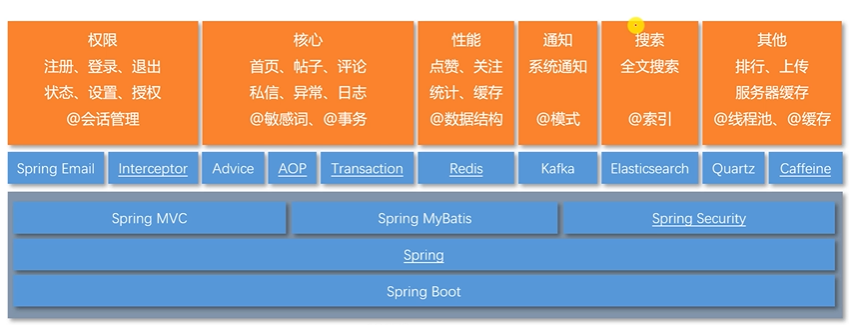 权限
注册、登录、退出
状态、设置、授权
@会话管理
核心
首页、帖子、评论
私信、异常、日志
@敏感词、@事务
性能
点赞、关注
统计、缓存
@数据结构
通知
系统通知
@模式
搜索
全文搜索
@索引
其他
排行、上传
服务器缓存
@线程池、@缓存
Spring Email
Interceptor
Advice
AOP
Transaction
Redis
Kafka
Elasticsearch
Quartz
Caffeine
Spring MVC
Spring MyBatis
Spring Security
Spring
Spring Boot